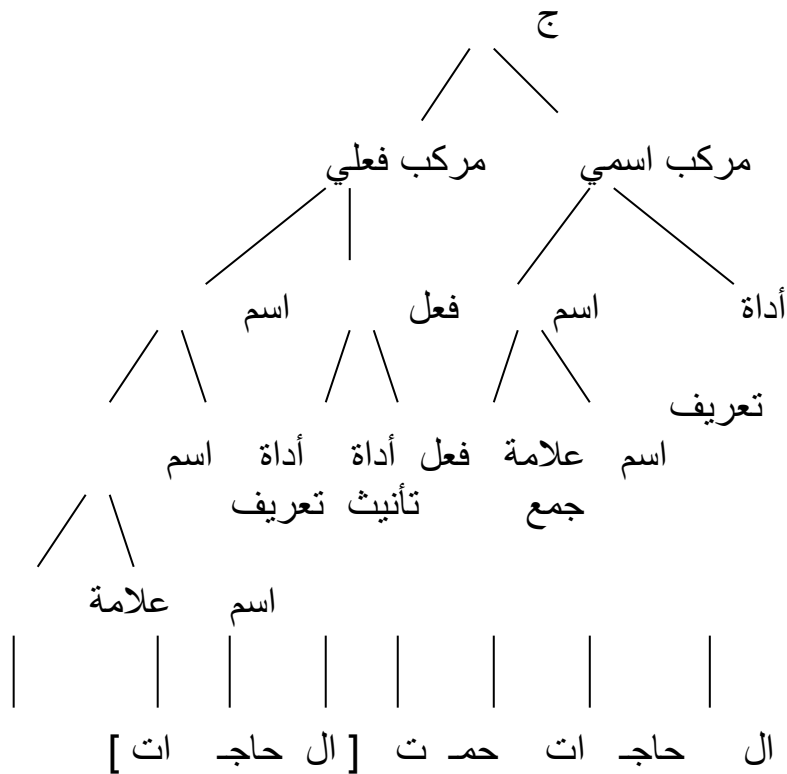 ج
مركب اسمي مركب فعلي
أداة اسم فعل اسم
تعريف
اسم علامة فعل أداة أداة اسم
جمع تأنيث تعريف
اسم علامة
ال حاجـ ات حمـ ت [ ال حاجـ ات ]